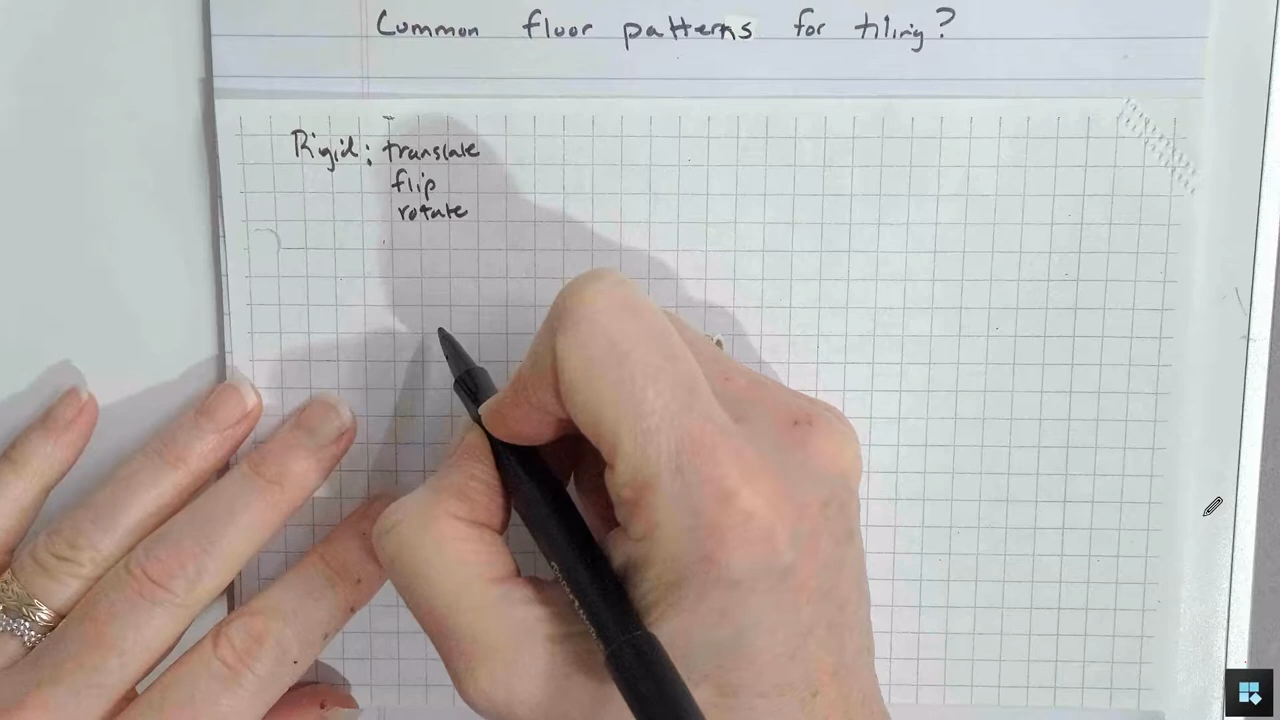 Common floor patterns for tiling?
Rigid: translate
flip
rotate